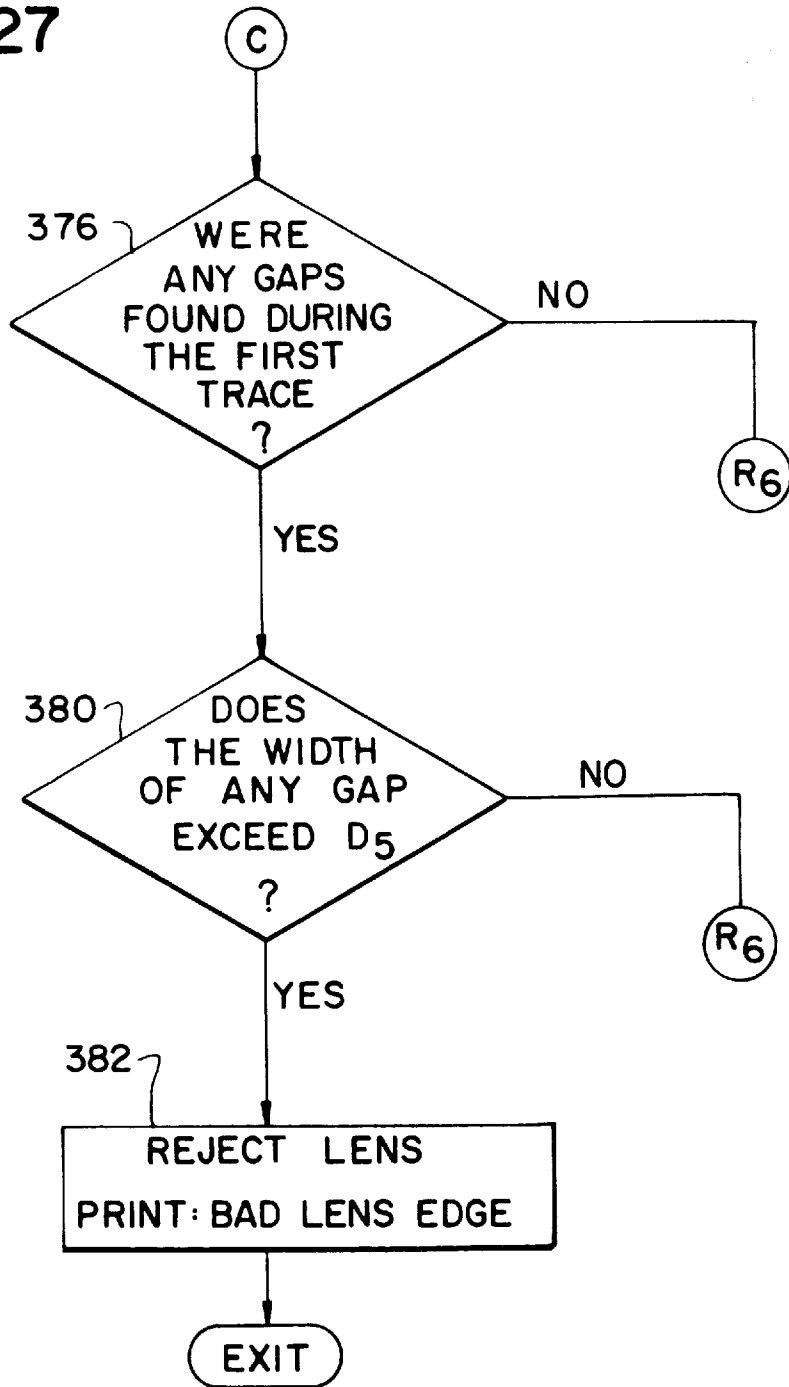 27
C
376
WERE
ANY GAPS
FOUND DURING
THE FIRST
TRACE
?
NO
R6
YES
380
DOES
THE WIDTH
OF ANY GAP
EXCEED D5
?
NO
R6
YES
382
REJECT LENS
PRINT: BAD LENS EDGE
EXIT